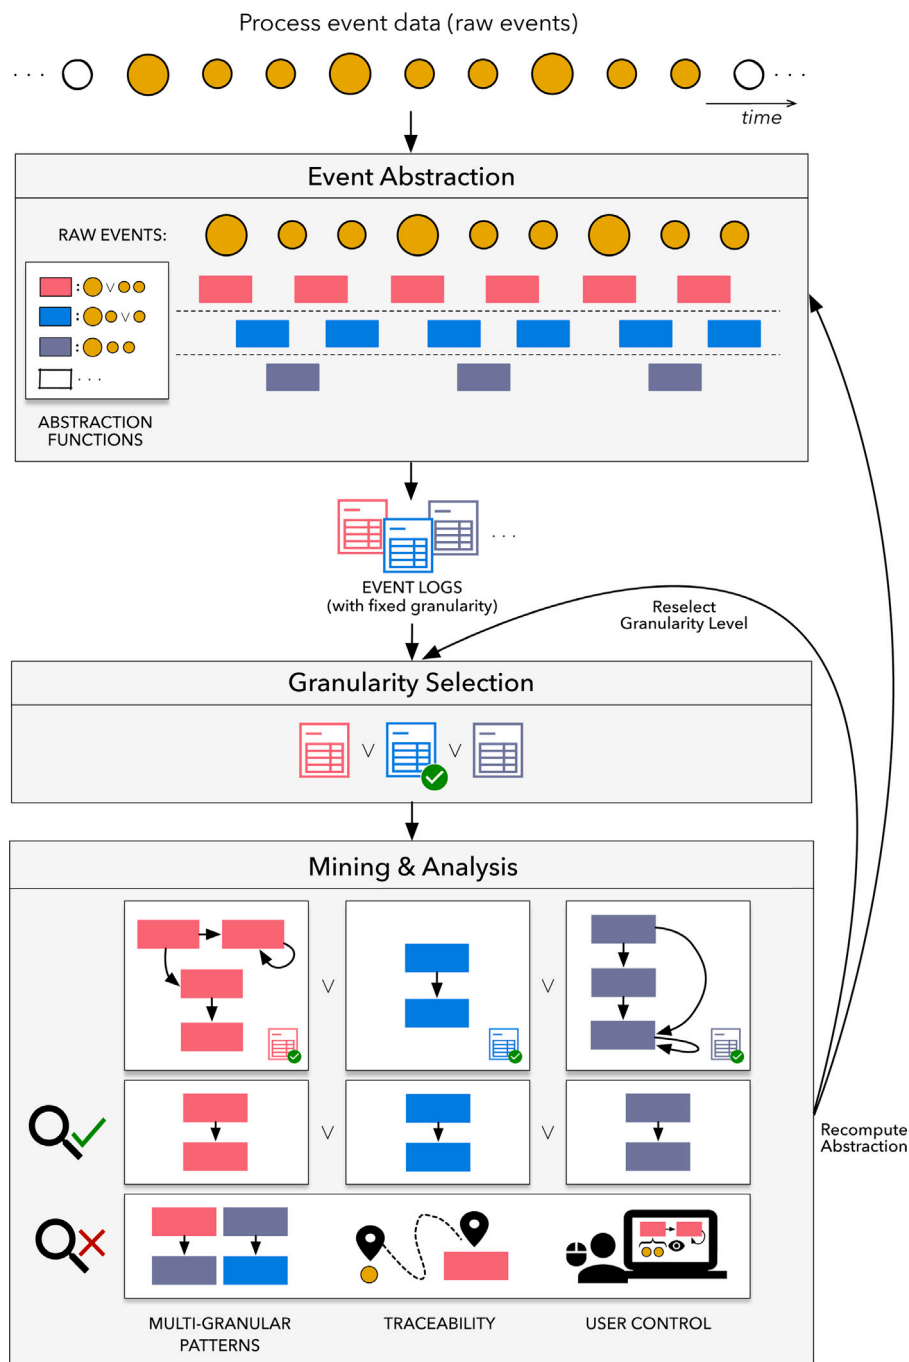 Process event data (raw events)
· · ·
· · ·
time
Event Abstraction
RAW EVENTS:
: ∨
: ∨
:
· · ·
ABSTRACTION
FUNCTIONS
· · ·
EVENT LOGS
(with fixed granularity)
Reselect
Granularity Level
Granularity Selection
∨ ∨
Mining & Analysis
∨ ∨
∨ ∨
Recompute
Abstraction
MULTI-GRANULAR
PATTERNS
TRACEABILITY
USER CONTROL